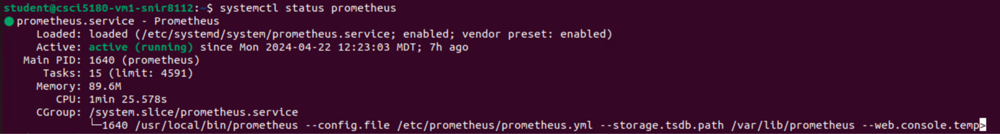 student@csci5180-vm1-snir8112:~$ systemctl status prometheus
● prometheus.service - Prometheus
     Loaded: loaded (/etc/systemd/system/prometheus.service; enabled; vendor preset: enabled)
     Active: active (running) since Mon 2024-04-22 12:23:03 MDT; 7h ago
   Main PID: 1640 (prometheus)
      Tasks: 15 (limit: 4591)
     Memory: 89.6M
        CPU: 1min 25.578s
     CGroup: /system.slice/prometheus.service
             └─1640 /usr/local/bin/prometheus --config.file /etc/prometheus/prometheus.yml --storage.tsdb.path /var/lib/prometheus --web.console.temp>